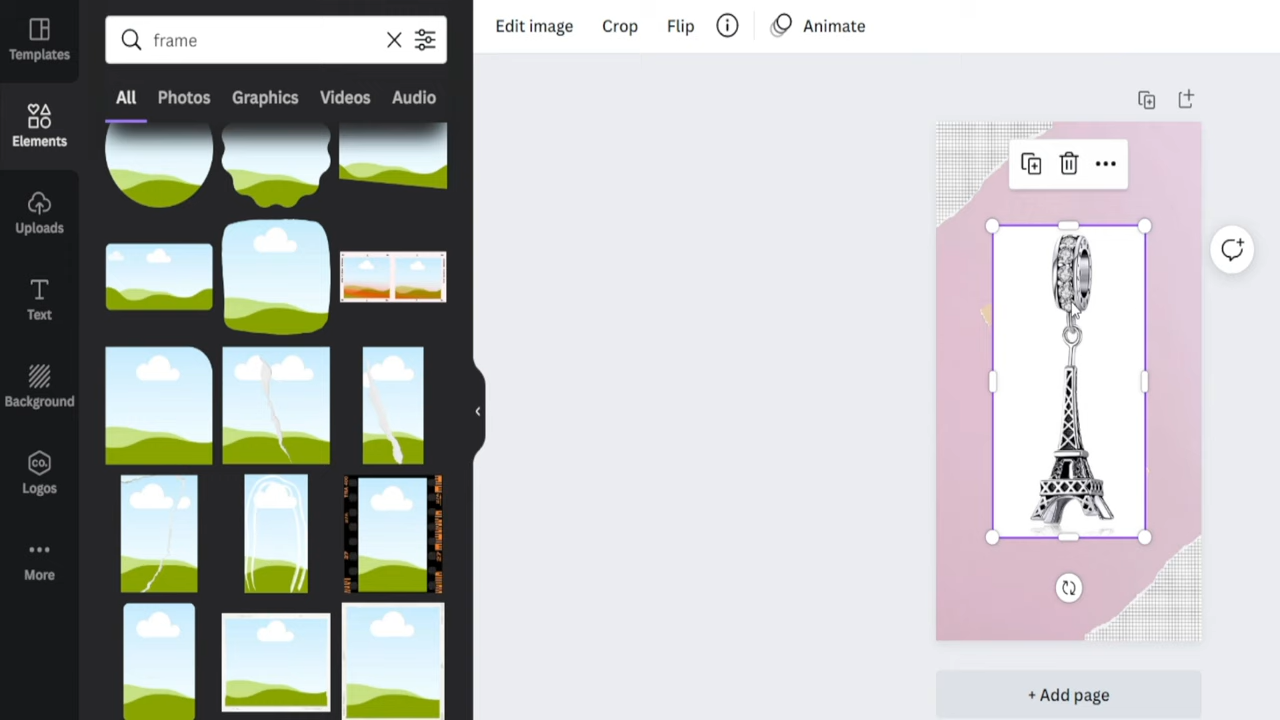 Templates
Elements
Uploads
Text
Background
CO.
Logos
More
frame
All Photos Graphics Videos Audio
Edit image Crop Flip Animate
+ Add page